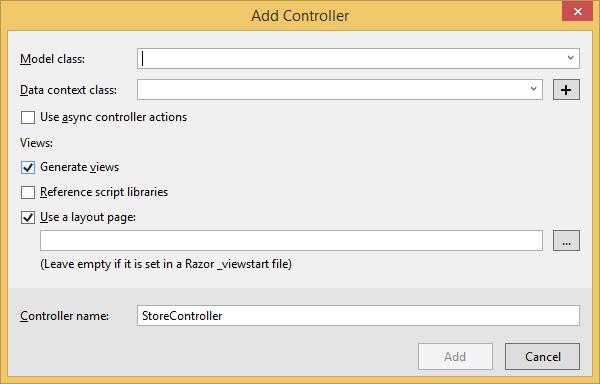 Add Controller
Model class:
Data context class:
+
Use async controller actions
Views:
Generate views
Reference script libraries
Use a layout page:
...
(Leave empty if it is set in a Razor _viewstart file)
Controller name: StoreController
Add Cancel